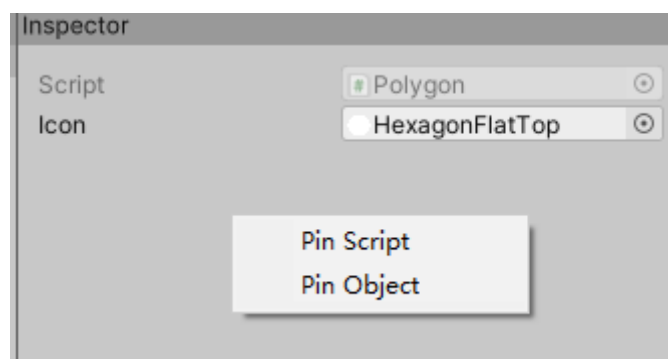 Inspector
Script # Polygon
Icon HexagonFlatTop
Pin Script
Pin Object